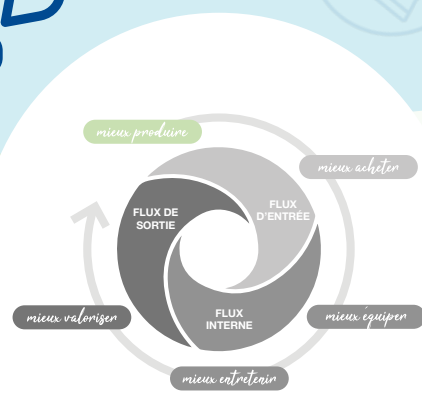 mieux produire
mieux acheter
FLUX
D'ENTRÉE
FLUX DE
SORTIE
FLUX
INTERNE
mieux valoriser
mieux équiper
mieux entretenir